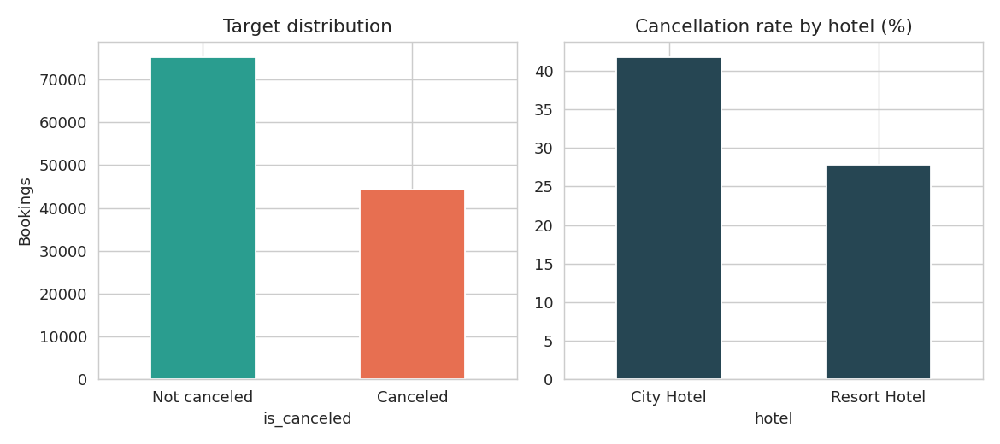 Target distribution
Bookings
70000
60000
50000
40000
30000
20000
10000
0
Not canceled
Canceled
is_canceled
Cancellation rate by hotel (%)
40
35
30
25
20
15
10
5
0
City Hotel
Resort Hotel
hotel